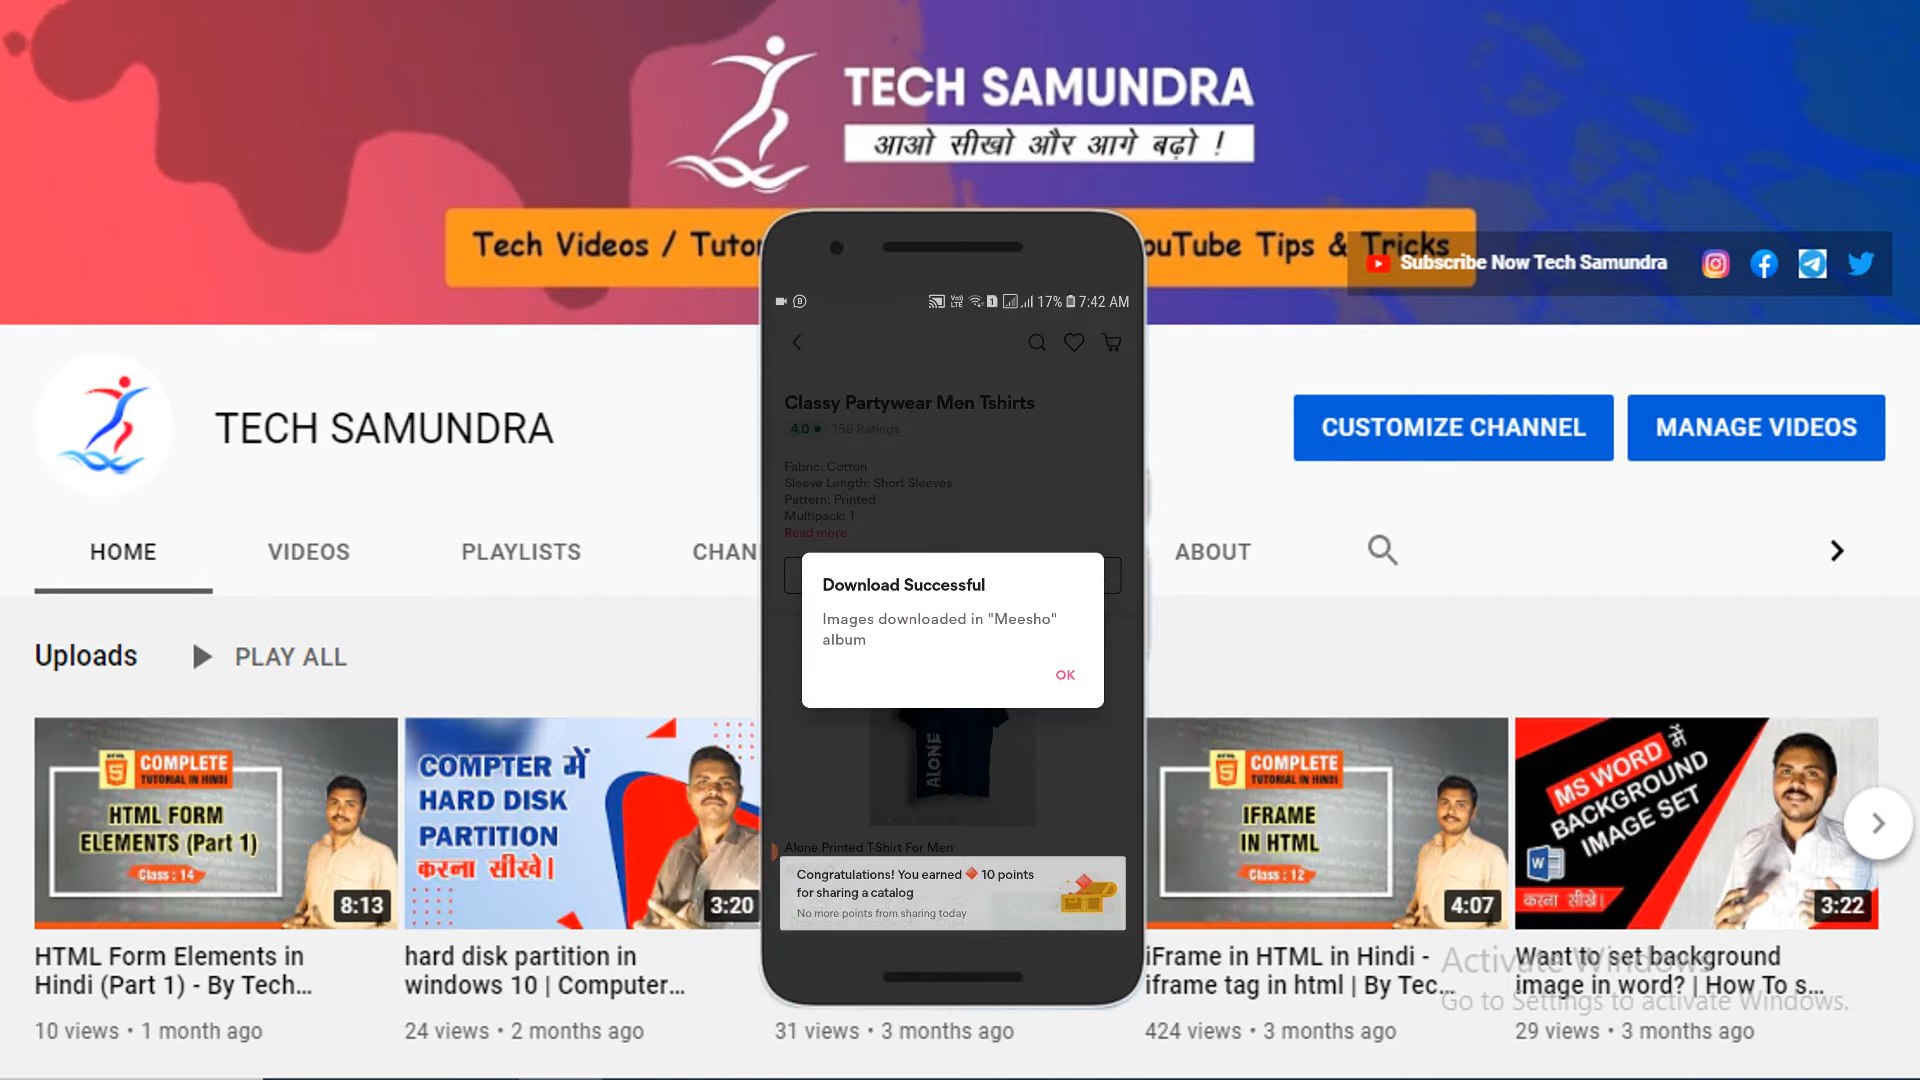 TECH SAMUNDRA
आओ सीखो और आगे बढ़ो !
Tech Videos / Tutor
ouTube Tips & Tricks
Subscribe Now Tech Samundra
17% 7:42 AM
TECH SAMUNDRA
CUSTOMIZE CHANNEL
MANAGE VIDEOS
HOME
VIDEOS
PLAYLISTS
CHAN
ABOUT
Classy Partywear Men Tshirts
4.0 ★ 158 Ratings
Fabric: Cotton
Sleeve Length: Short Sleeves
Pattern: Printed
Multipack: 1
Read more
Download Successful
Images downloaded in "Meesho"
album
OK
ALONE
Alone Printed T-Shirt For Men
Congratulations! You earned 10 points
for sharing a catalog
No more points from sharing today
Uploads
PLAY ALL
HTML
5
COMPLETE
TUTORIAL IN HINDI
HTML FORM
ELEMENTS (Part 1)
Class : 14
8:13
HTML Form Elements in
Hindi (Part 1) - By Tech...
10 views • 1 month ago
COMPTER में
HARD DISK
PARTITION
करना सीखे।
3:20
hard disk partition in
windows 10 | Computer...
24 views • 2 months ago
31 views • 3 months ago
5
COMPLETE
TUTORIAL IN HINDI
IFRAME
IN HTML
Class : 12
4:07
iFrame in HTML in Hindi -
iframe tag in html | By Tec...
424 views • 3 months ago
MS WORD में
BACKGROUND
IMAGE SET
W
करना सीखे।
3:22
Want to set background
image in word? | How To s...
29 views • 3 months ago
Activate Windows
Go to Settings to activate Windows.